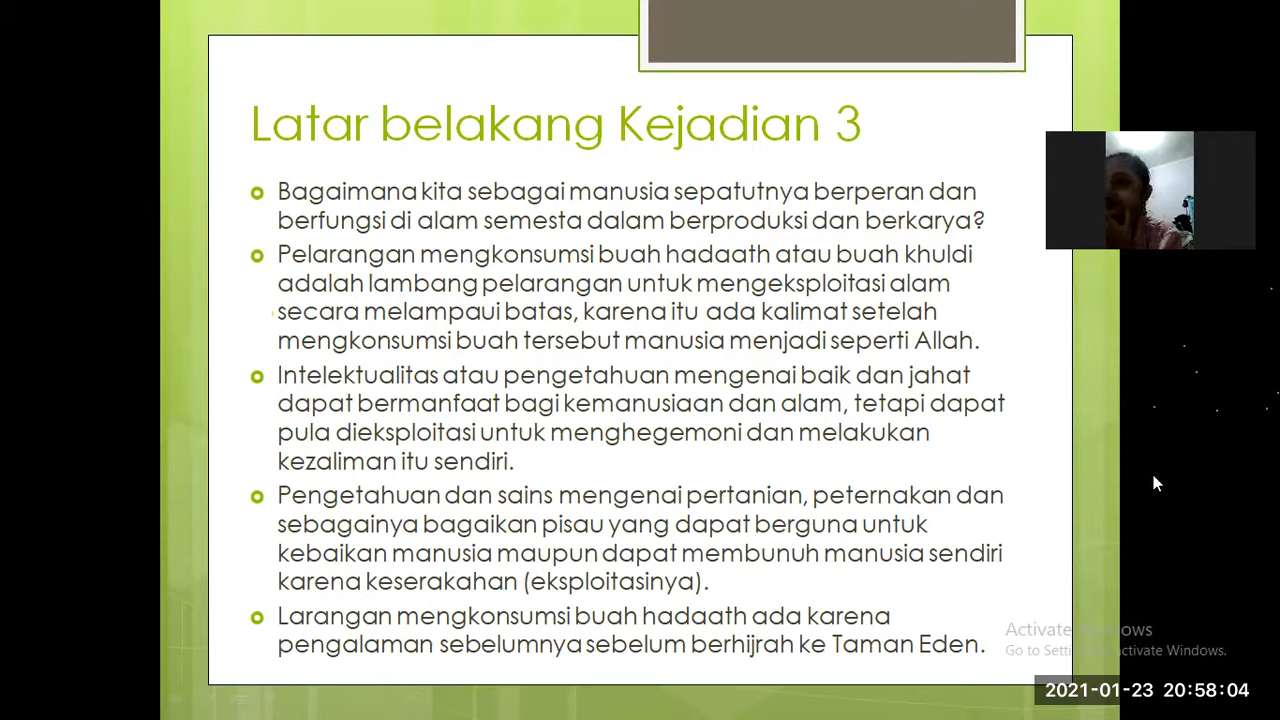 Latar belakang Kejadian 3
Bagaimana kita sebagai manusia sepatutnya berperan dan
berfungsi di alam semesta dalam berproduksi dan berkarya?
Pelarangan mengkonsumsi buah hadaath atau buah khuldi
adalah lambang pelarangan untuk mengeksploitasi alam
secara melampaui batas, karena itu ada kalimat setelah
mengkonsumsi buah tersebut manusia menjadi seperti Allah.
Intelektualitas atau pengetahuan mengenai baik dan jahat
dapat bermanfaat bagi kemanusiaan dan alam, tetapi dapat
pula dieksploitasi untuk menghegemoni dan melakukan
kezaliman itu sendiri.
Pengetahuan dan sains mengenai pertanian, peternakan dan
sebagainya bagaikan pisau yang dapat berguna untuk
kebaikan manusia maupun dapat membunuh manusia sendiri
karena keserakahan (eksploitasinya).
Larangan mengkonsumsi buah hadaath ada karena
pengalaman sebelumnya sebelum berhijrah ke Taman Eden.
Activate Windows
Go to Settings to activate Windows.
2021-01-23 20:58:04